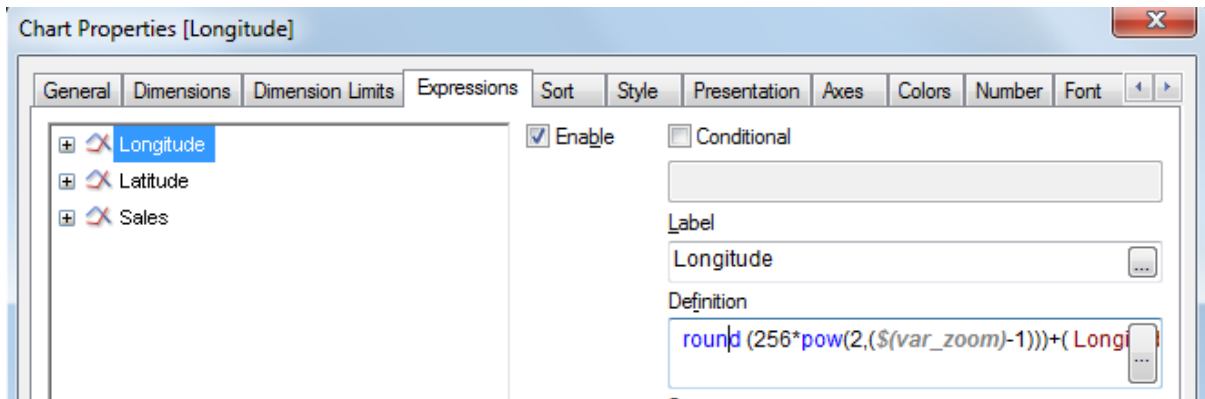 Chart Properties [Longitude]
General Dimensions Dimension Limits Expressions Sort Style Presentation Axes Colors Number Font
Longitude
Latitude
Sales
Enable
Conditional
Label
Longitude
...
Definition
round (256*pow(2,($(var_zoom)-1)))+( Longi
...